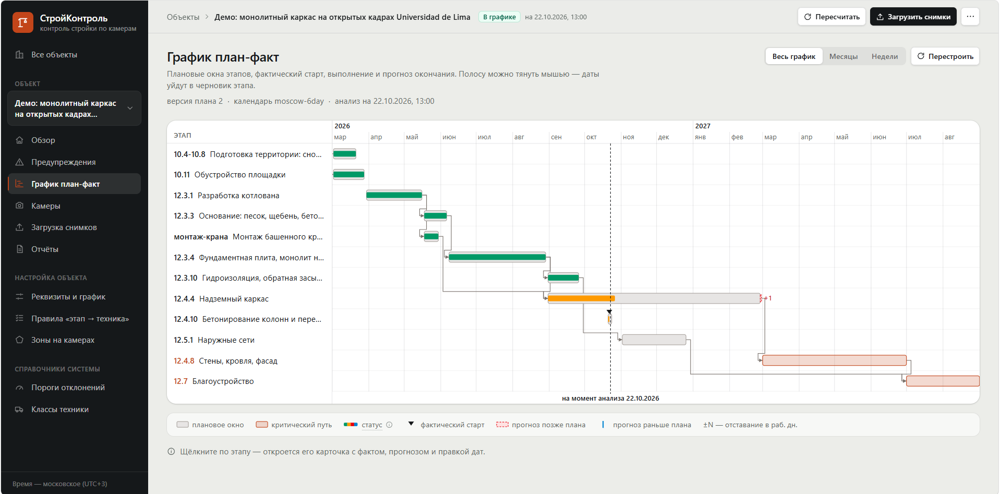 СтройКонтроль
контроль стройки по камерам
Все объекты
ОБЪЕКТ
Демо: монолитный каркас
на открытых кадрах...
Обзор
Предупреждения
График план-факт
Камеры
Загрузка снимков
Отчёты
НАСТРОЙКА ОБЪЕКТА
Реквизиты и график
Правила «этап → техника»
Зоны на камерах
СПРАВОЧНИКИ СИСТЕМЫ
Пороги отклонений
Классы техники
Время — московское (UTC+3)
Объекты > Демо: монолитный каркас на открытых кадрах Universidad de Lima В графике на 22.10.2026, 13:00
Пересчитать Загрузить снимки ...
График план-факт
Весь график Месяцы Недели Перестроить
Плановые окна этапов, фактический старт, выполнение и прогноз окончания. Полосу можно тянуть мышью — даты
уйдут в черновик этапа.
версия плана 2 · календарь moscow-6day · анализ на 22.10.2026, 13:00
2026 2027
ЭТАП мар апр май июн июл авг сен окт ноя дек янв фев мар апр май июн июл авг
10.4-10.8 Подготовка территории: сно...
10.11 Обустройство площадки
12.3.1 Разработка котлована
12.3.3 Основание: песок, щебень, бето...
монтаж-крана Монтаж башенного кр...
12.3.4 Фундаментная плита, монолит н...
12.3.10 Гидроизоляция, обратная засы...
12.4.4 Надземный каркас +1
12.4.10 Бетонирование колонн и пере...
12.5.1 Наружные сети
12.4.8 Стены, кровля, фасад
12.7 Благоустройство
на момент анализа 22.10.2026
плановое окно критический путь статус фактический старт прогноз позже плана прогноз раньше плана ±N — отставание в раб. дн.
Щёлкните по этапу — откроется его карточка с фактом, прогнозом и правкой дат.